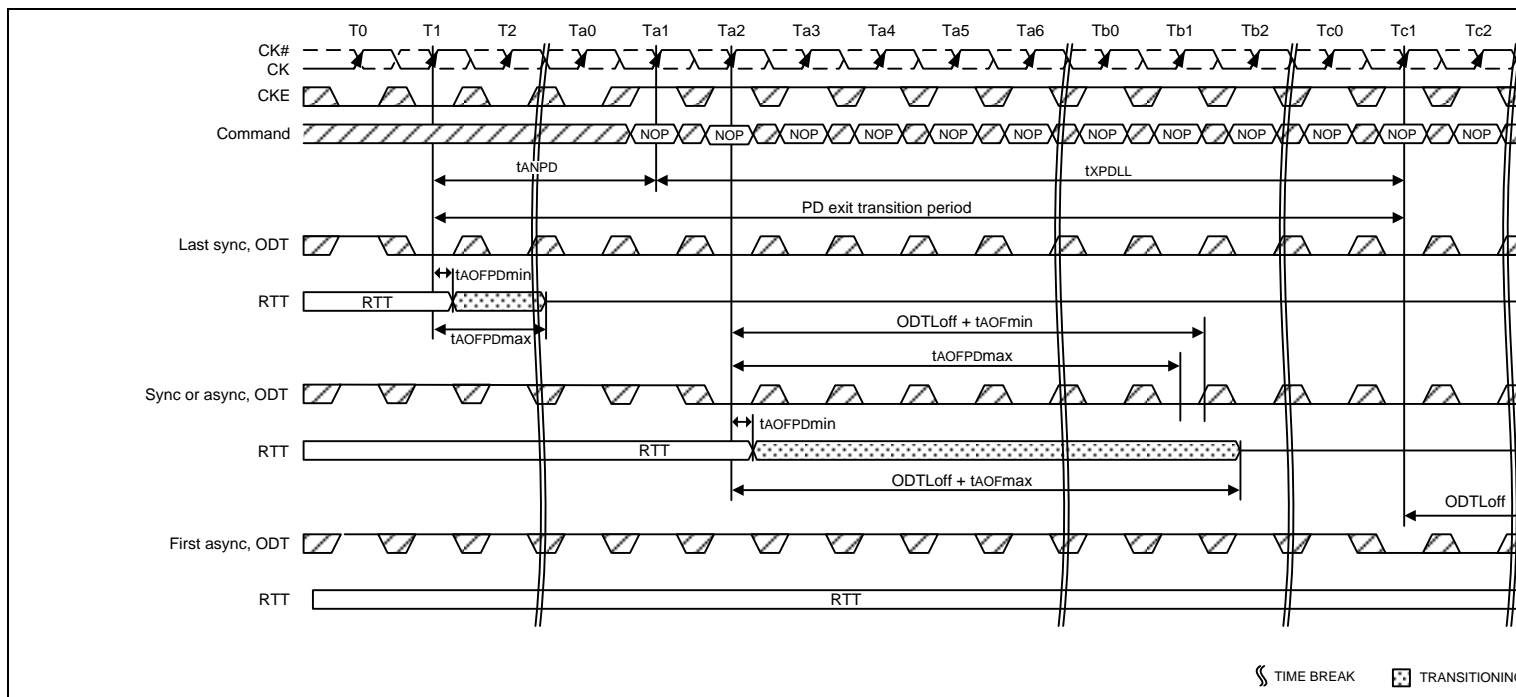 T0 T1 T2 Ta0 Ta1 Ta2 Ta3 Ta4 Ta5 Ta6 Tb0 Tb1 Tb2 Tc0 Tc1 Tc2
CK#
CK
CKE
Command NOP NOP NOP NOP NOP NOP NOP NOP NOP NOP NOP NOP
tANPD tXPDLL
PD exit transition period
Last sync, ODT
tAOFPDmin
RTT RTT
tAOFPDmax
ODTLoff + tAOFmin
tAOFPDmax
Sync or async, ODT
tAOFPDmin
RTT RTT
ODTLoff + tAOFmax
ODTLoff
First async, ODT
RTT RTT
TIME BREAK TRANSITIONING